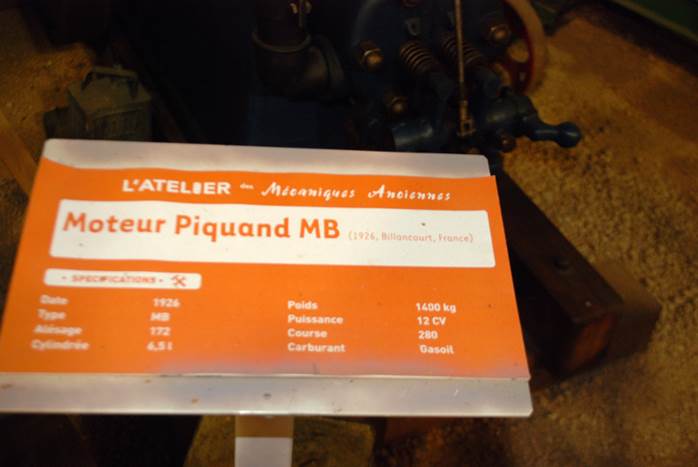 L'ATELIER des Mécaniques Anciennes
Moteur Piquand MB (1926, Billancourt, France)
• SPECIFICATIONS •
Date 1926
Type MB
Alésage 172
Cylindrée 6,5 l
Poids 1400 kg
Puissance 12 CV
Course 280
Carburant Gasoil